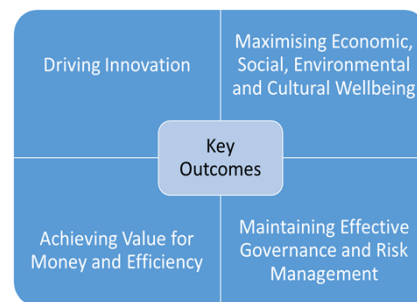 Driving Innovation
Maximising Economic,
Social, Environmental
and Cultural Wellbeing
Key
Outcomes
Achieving Value for
Money and Efficiency
Maintaining Effective
Governance and Risk
Management